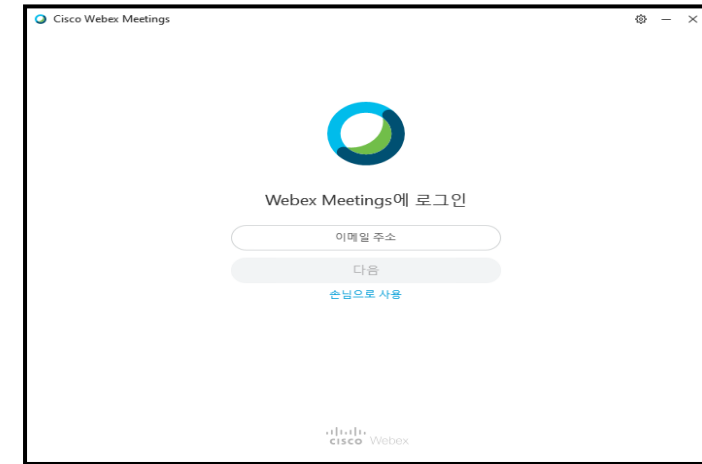 Cisco Webex Meetings
Webex Meetings에 로그인
이메일 주소
다음
손님으로 사용
cisco Webex